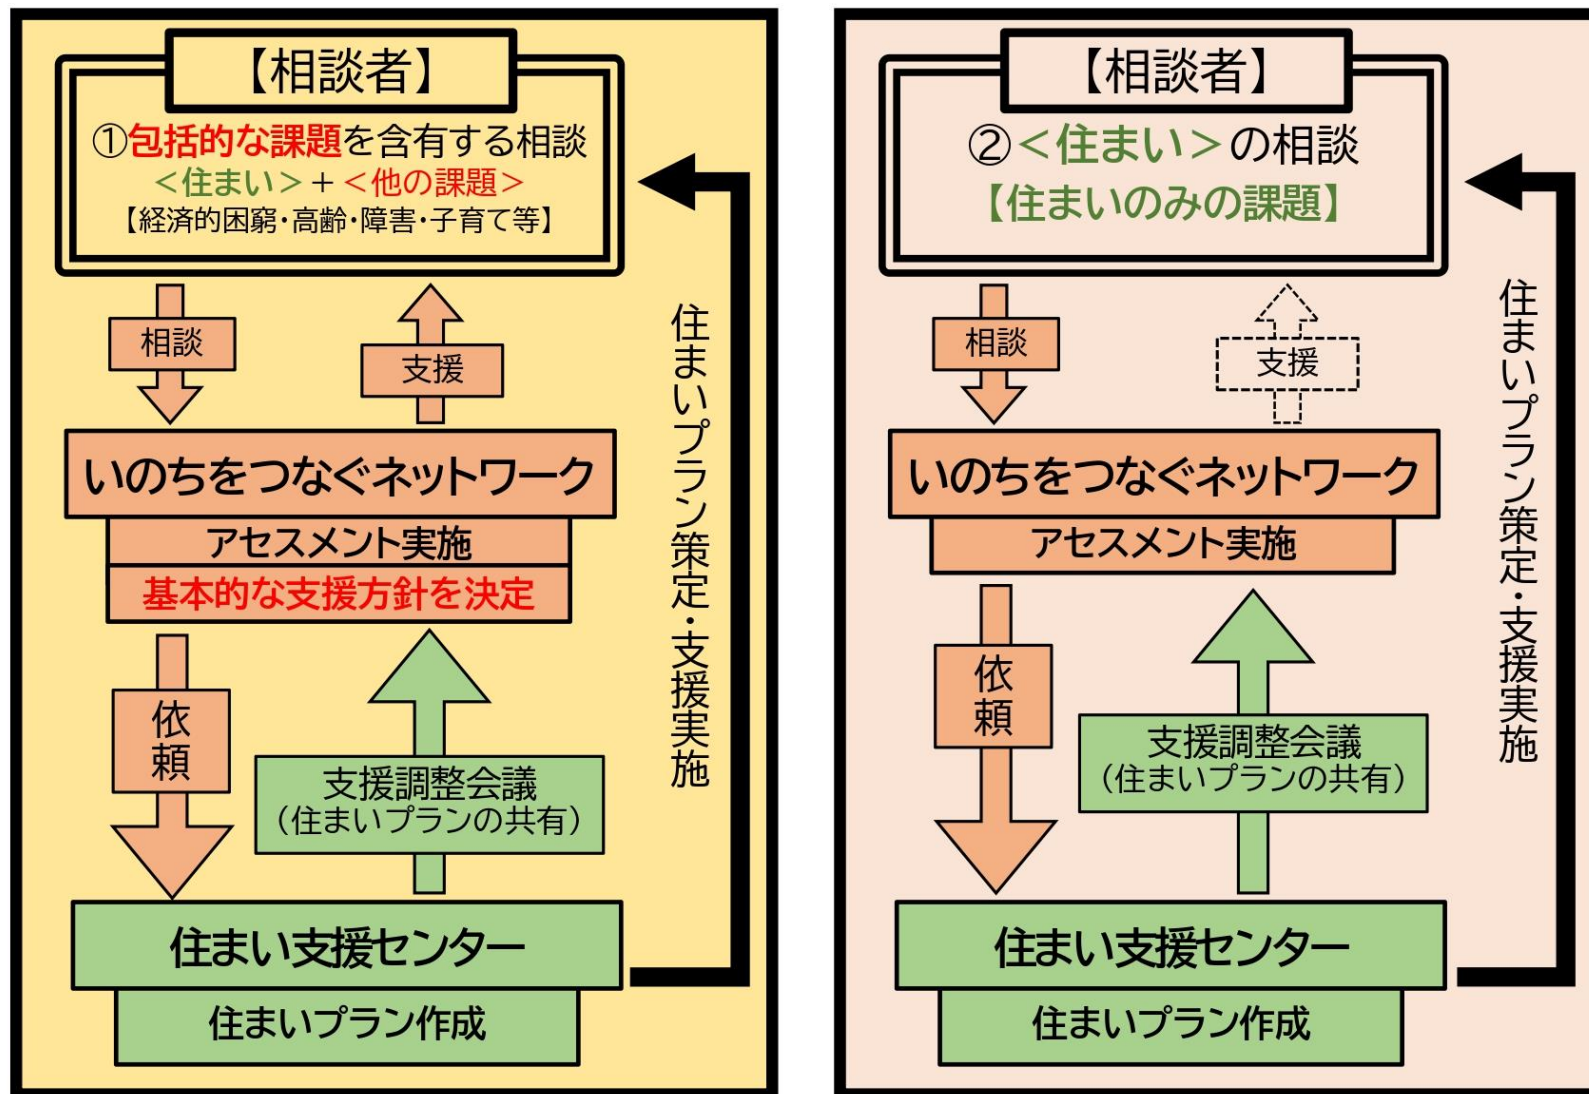 【相談者】
①包括的な課題を含有する相談
＜住まい＞＋＜他の課題＞
【経済的困窮・高齢・障害・子育て等】
相談
支援
いのちをつなぐネットワーク
アセスメント実施
基本的な支援方針を決定
依頼
支援調整会議
（住まいプランの共有）
住まい支援センター
住まいプラン作成
住まいプラン策定・支援実施
【相談者】
②＜住まい＞の相談
【住まいのみの課題】
相談
支援
いのちをつなぐネットワーク
アセスメント実施
依頼
支援調整会議
（住まいプランの共有）
住まい支援センター
住まいプラン作成
住まいプラン策定・支援実施